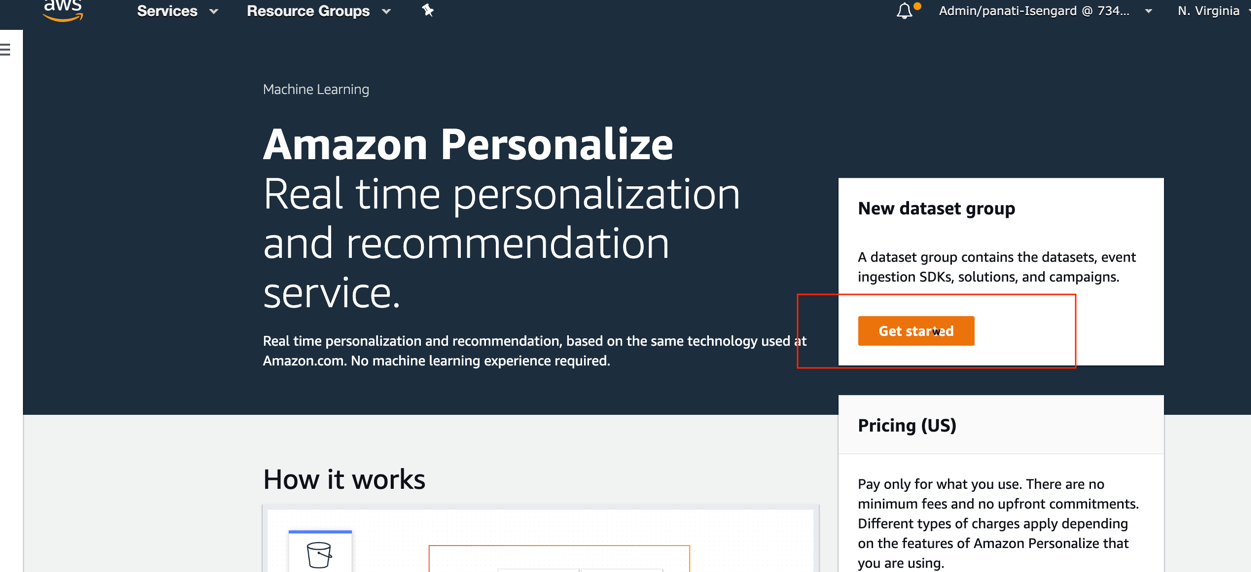 aws
Services
Resource Groups
Admin/panati-Isengard @ 734...
N. Virginia
Machine Learning
Amazon Personalize
Real time personalization
and recommendation
service.
Real time personalization and recommendation, based on the same technology used at
Amazon.com. No machine learning experience required.
New dataset group
A dataset group contains the datasets, event
ingestion SDKs, solutions, and campaigns.
Get started
Pricing (US)
Pay only for what you use. There are no
minimum fees and no upfront commitments.
Different types of charges apply depending
on the features of Amazon Personalize that
you are using.
How it works